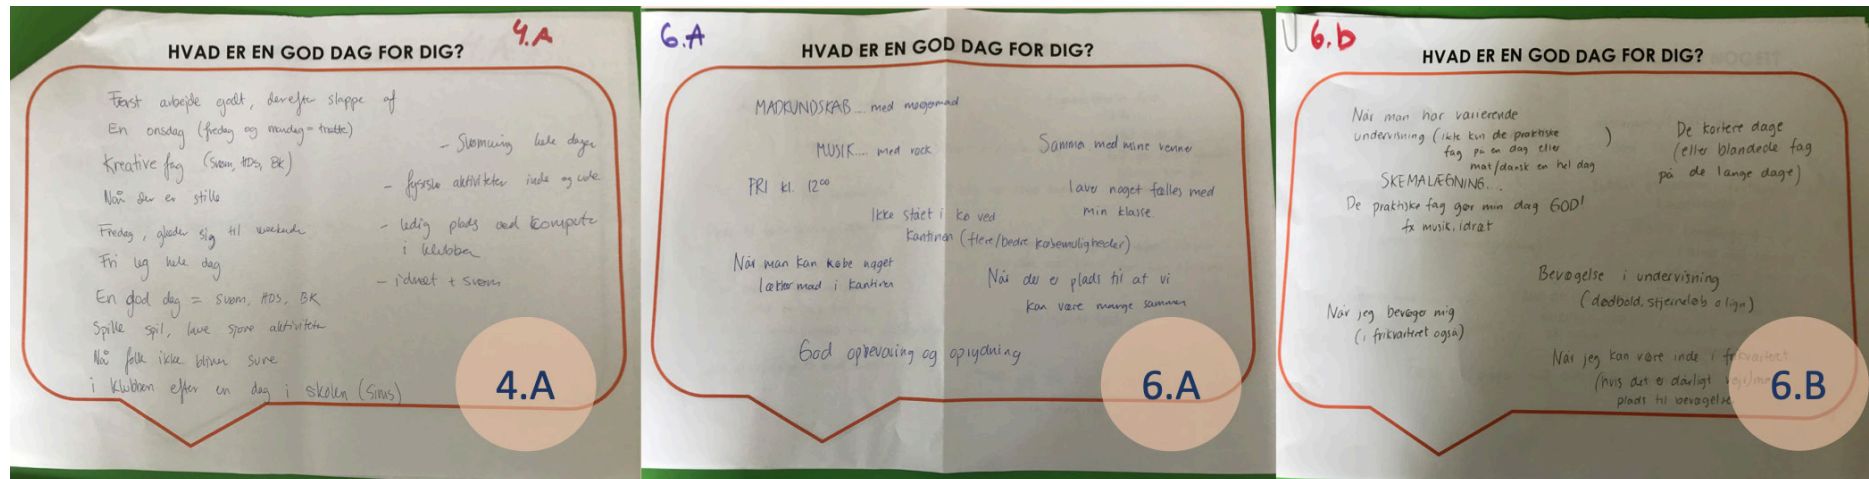 4.A
HVAD ER EN GOD DAG FOR DIG?
Først arbejde godt, derefter slappe af
En onsdag (fredag og mandag = trætte)
Kreative fag (Svøm, HDS, BK)
Når der er stille
Fredag, glæder sig til weekende
Fri leg hele dag
En god dag = svøm, HDS, BK
Spille spil, lave sjove aktiviteter
Når folk ikke bliver sure
i klubben efter en dag i skolen (Sims)
- Svømning hele dagen
- fysiske aktiviteter inde og ude
- ledig plads ved computer
i klubben
- idræt + svøm
4.A
6.A
HVAD ER EN GOD DAG FOR DIG?
MADKUNDSKAB.... med
MUSIK.... med rock
Samma med mine venner
FRI kl. 12⁰⁰
laver noget fælles med
min klasse.
Ikke stået i kø ved
kantinen (flere/bedre købemuligheder)
Når man kan købe noget
lækker mad i kantinen
Når der er plads til at vi
kan være mange sammen
God opbevaring og oprydning
6.A
6.b
HVAD ER EN GOD DAG FOR DIG?
Når man har varierende
undervisning (ikke kun de praktiske
fag på en dag eller
mat/dansk en hel dag)
SKEMALÆGNING...
De praktiske fag gør min dag GOD!
fx musik, idræt
De kortere dage
(eller blandede fag
på de lange dage)
Bevægelse i undervisning
(dødbold, stjerneløb o lign)
Når jeg bevæger mig
(i frikvarteret også)
Når jeg kan være inde i frikvarteret
(hvis det er dårligt vejr)
plads til bevægelse
6.B